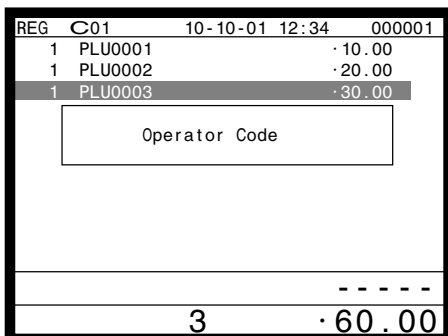 REG C01 10-10-01 12:34 000001
1 PLU0001 ·10.00
1 PLU0002 ·20.00
1 PLU0003 ·30.00
Operator Code
-----
3 ·60.00